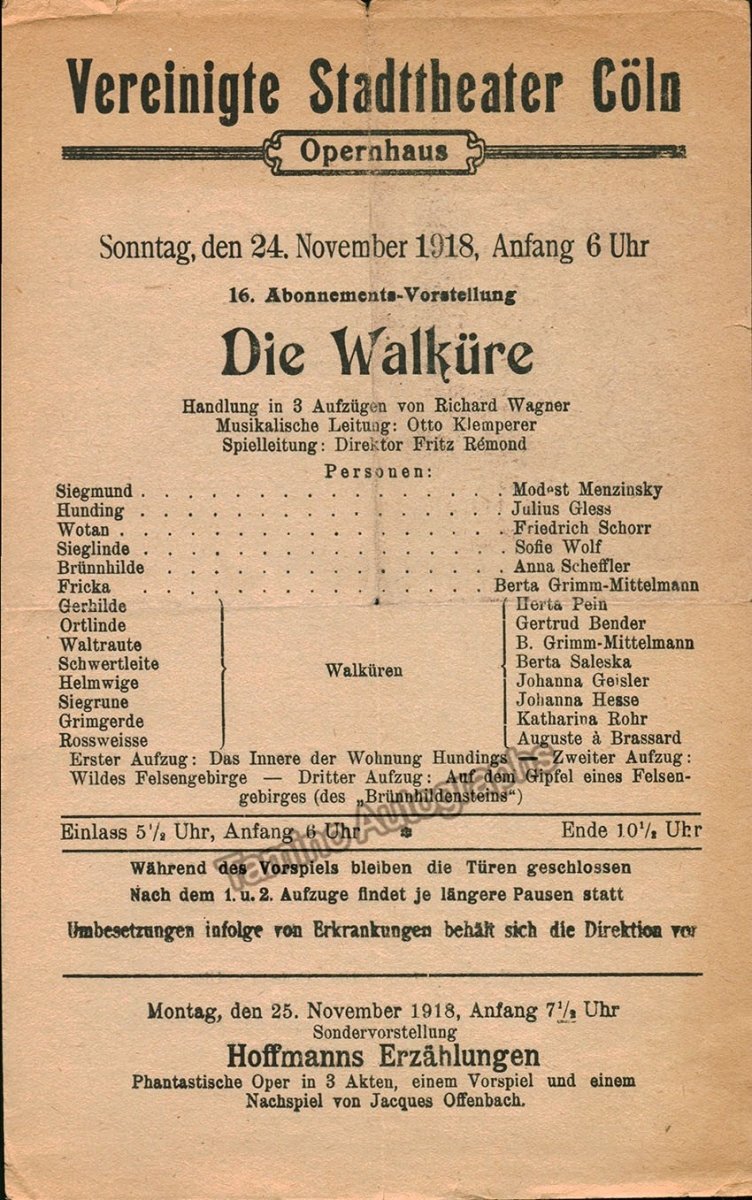 Vereinigte Stadttheater Cöln
Opernhaus
Sonntag, den 24. November 1918, Anfang 6 Uhr
16. Abonnements-Vorstellung
Die Walküre
Handlung in 3 Aufzügen von Richard Wagner
Musikalische Leitung: Otto Klemperer
Spielleitung: Direktor Fritz Rémond
Personen:
Siegmund . . . . . . . . . . . . . . . . . Modest Menzinsky
Hunding . . . . . . . . . . . . . . . . . Julius Gless
Wotan . . . . . . . . . . . . . . . . . . Friedrich Schorr
Sieglinde . . . . . . . . . . . . . . . . . Sofie Wolf
Brünnhilde . . . . . . . . . . . . . . . . Anna Scheffler
Fricka . . . . . . . . . . . . . . . . Berta Grimm-Mittelmann
Gerhilde Herta Pein
Ortlinde Gertrud Bender
Waltraute B. Grimm-Mittelmann
Schwertleite Berta Saleska
Walküren
Helmwige Johanna Geisler
Siegrune Johanna Hesse
Grimgerde Katharina Rohr
Rossweisse Auguste à Brassard
Erster Aufzug: Das Innere der Wohnung Hundings — Zweiter Aufzug:
Wildes Felsengebirge — Dritter Aufzug: Auf dem Gipfel eines Felsen-
gebirges (des „Brünnhildensteins“)
Einlass 5½ Uhr, Anfang 6 Uhr * Ende 10½ Uhr
Während des Vorspiels bleiben die Türen geschlossen
Nach dem 1. u. 2. Aufzuge findet je längere Pausen statt
Umbesetzungen infolge von Erkrankungen behält sich die Direktion vor
Montag, den 25. November 1918, Anfang 7½ Uhr
Sondervorstellung
Hoffmanns Erzählungen
Phantastische Oper in 3 Akten, einem Vorspiel und einem
Nachspiel von Jacques Offenbach.
Tamino Autographs